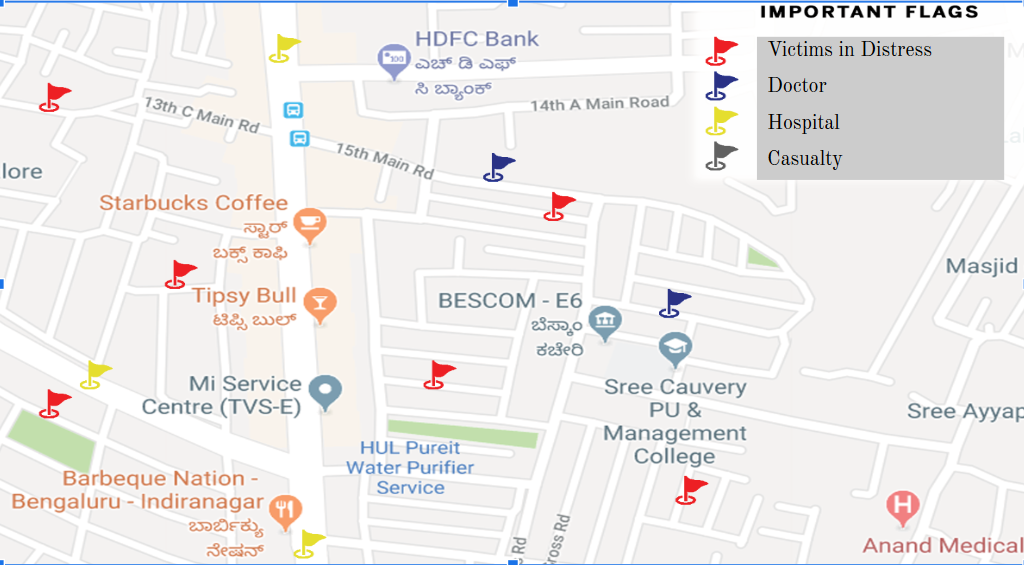 IMPORTANT FLAGS
Victims in Distress
Doctor
Hospital
Casualty
HDFC Bank
ಎಚ್ ಡಿ ಎಫ್
ಸಿ ಬ್ಯಾಂಕ್
13th C Main Rd
14th A Main Road
15th Main Rd
lore
Starbucks Coffee
ಸ್ಟಾರ್
ಬಕ್ಸ್ ಕಾಫಿ
Masjid
Tipsy Bull
ಟಿಪ್ಸಿ ಬುಲ್
BESCOM - E6
ಬೆಸ್ಕಾಂ
ಕಚೇರಿ
Mi Service
Centre (TVS-E)
Sree Cauvery
PU &
Management
College
Sree Ayyap
HUL Pureit
Water Purifier
Service
Barbeque Nation -
Bengaluru - Indiranagar
ಬಾರ್ಬಿಕ್ಯು
ನೇಷನ್
s Rd
ross Rd
H
Anand Medical